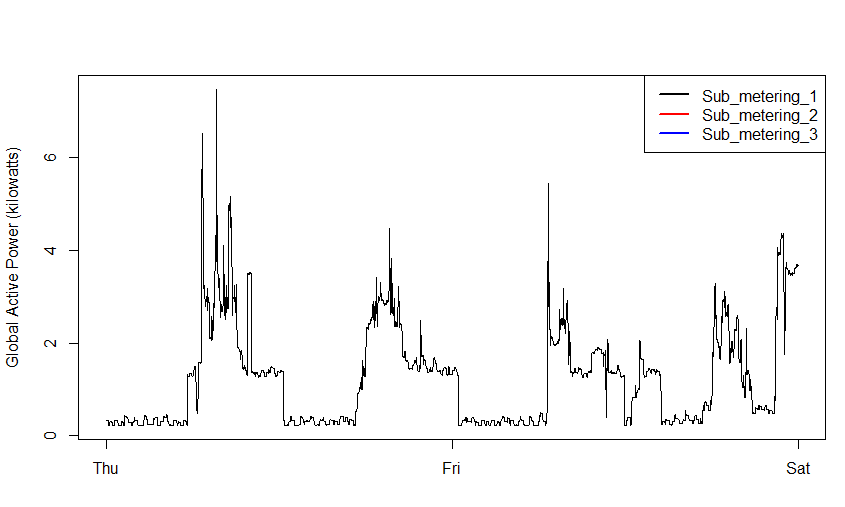 Sub_metering_1
Sub_metering_2
Sub_metering_3
Global Active Power (kilowatts)
6
4
2
0
Thu
Fri
Sat